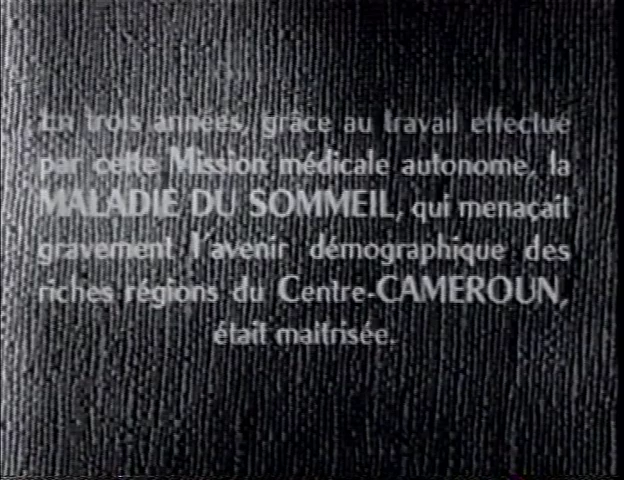 En trois années, grâce au travail effectué
par cette Mission médicale autonome, la
MALADIE DU SOMMEIL, qui menaçait
gravement l'avenir démographique des
riches régions du Centre-CAMEROUN,
était maitrisée.